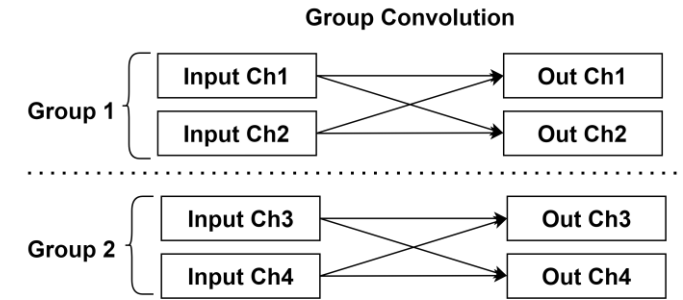 Group Convolution
Group 1
Input Ch1
Out Ch1
Input Ch2
Out Ch2
Group 2
Input Ch3
Out Ch3
Input Ch4
Out Ch4